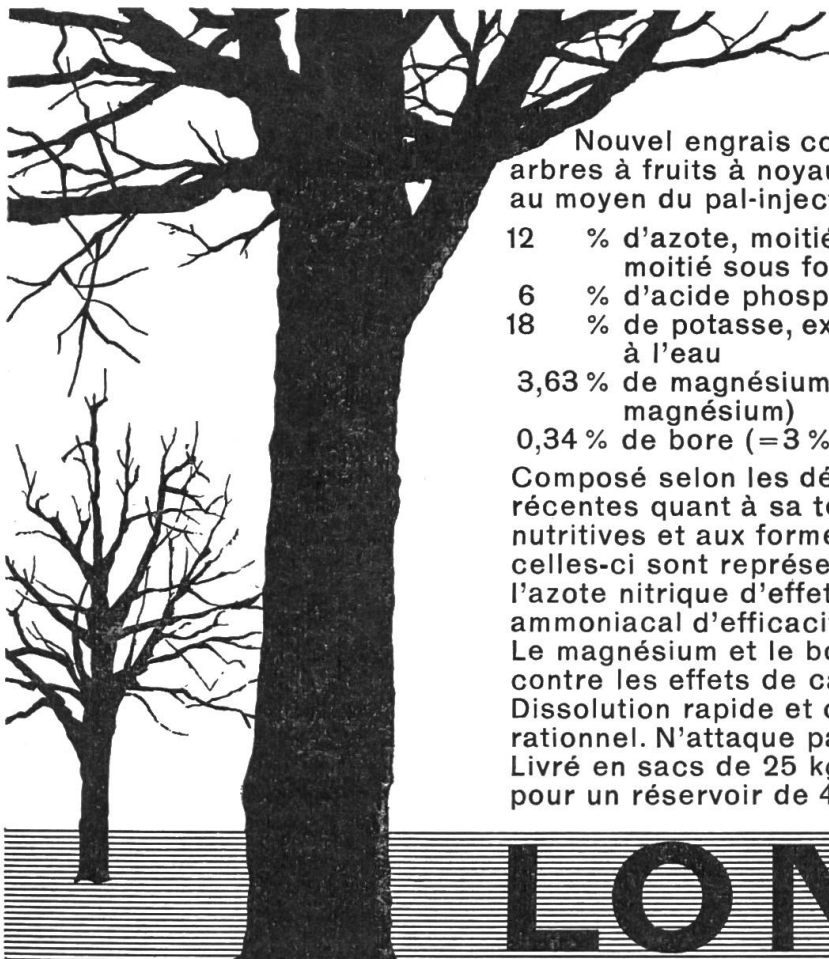 Nouvel engrais co
arbres à fruits à noyau
au moyen du pal-injec
12 % d'azote, moitié
moitié sous fo
6 % d'acide phosp
18 % de potasse, ex
à l'eau
3,63 % de magnésium
magnésium)
0,34 % de bore (=3 %
Composé selon les dé
récentes quant à sa te
nutritives et aux forme
celles-ci sont représe
l'azote nitrique d'effet
ammoniacal d'efficaci
Le magnésium et le bo
contre les effets de ca
Dissolution rapide et c
rationnel. N'attaque pa
Livré en sacs de 25 kg
pour un réservoir de 4
LON